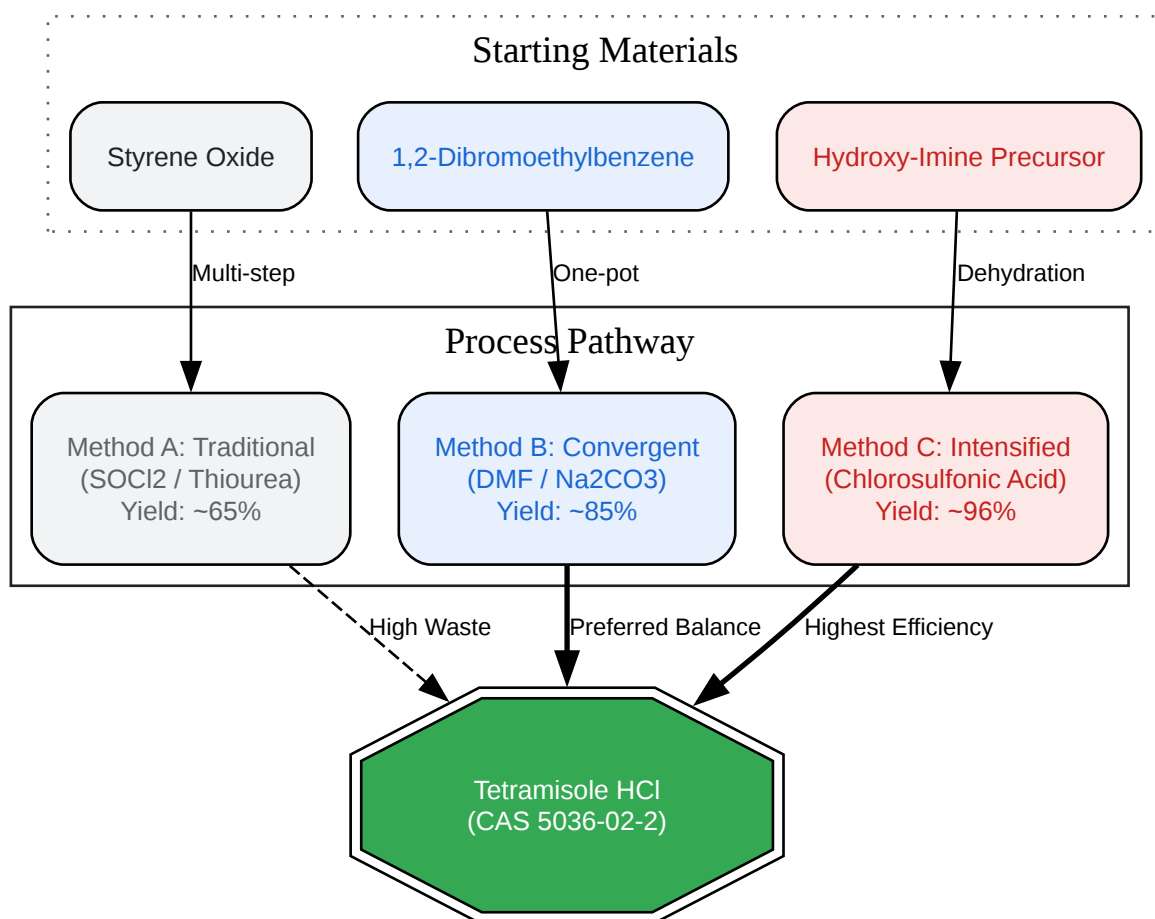 Starting Materials
Styrene Oxide
1,2-Dibromoethylbenzene
Hydroxy-Imine Precursor
Multi-step
One-pot
Dehydration
Process Pathway
Method A: Traditional
(SOCl2 / Thiourea)
Yield: ~65%
Method B: Convergent
(DMF / Na2CO3)
Yield: ~85%
Method C: Intensified
(Chlorosulfonic Acid)
Yield: ~96%
High Waste
Preferred Balance
Highest Efficiency
Tetramisole HCl
(CAS 5036-02-2)